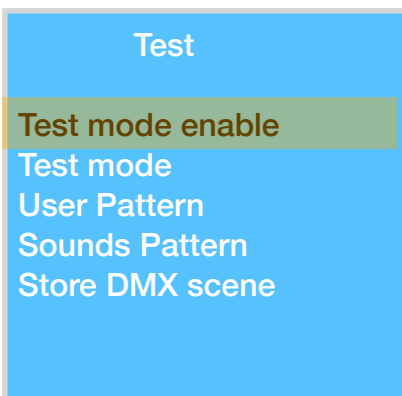 Test
Test mode enable
Test mode
User Pattern
Sounds Pattern
Store DMX scene